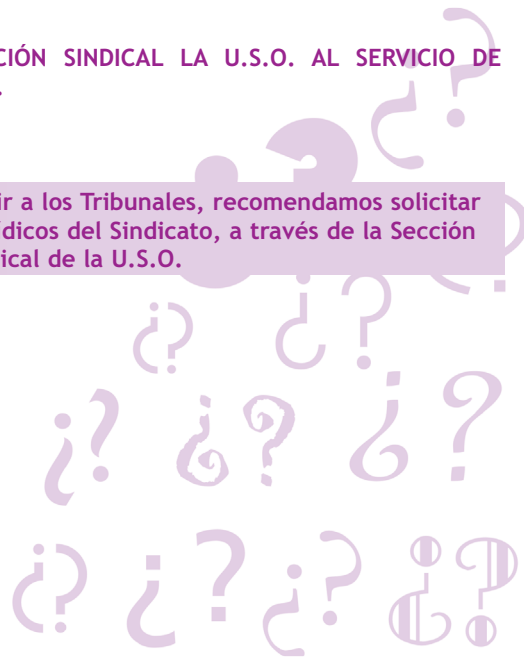 CIÓN SINDICAL LA U.S.O. AL SERVICIO DE
.
ir a los Tribunales, recomendamos solicitar
ídicos del Sindicato, a través de la Sección
ical de la U.S.O.
¿?
¿?
¿?
¿?
¿?
¿?
¿?
¿?
¿?
¿?